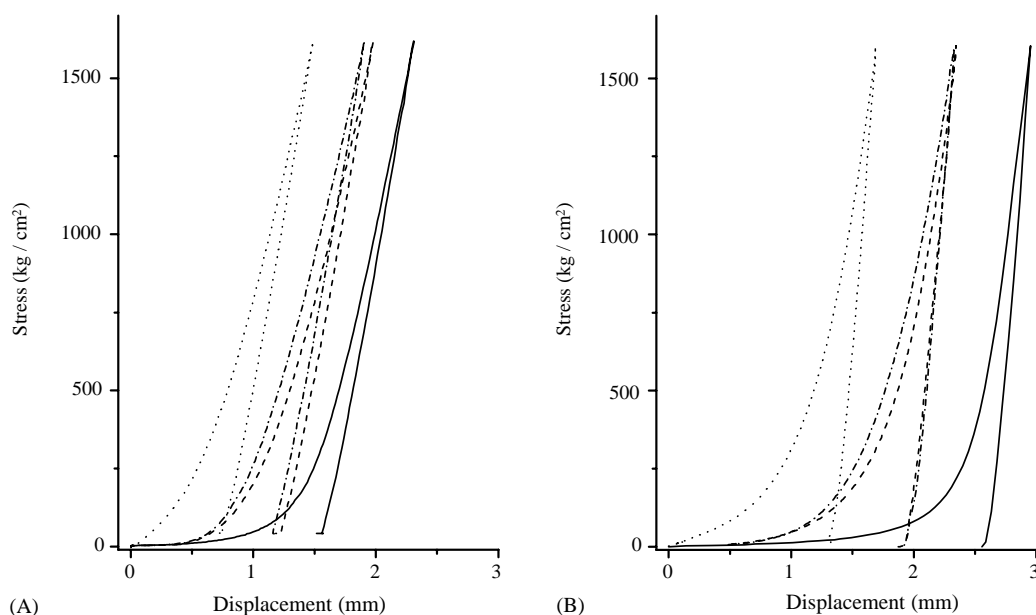 1500
1000
500
0
Stress (kg / cm²)
0 1 2 3
Displacement (mm)
(A)
1500
1000
500
0
Stress (kg / cm²)
0 1 2 3
Displacement (mm)
(B)